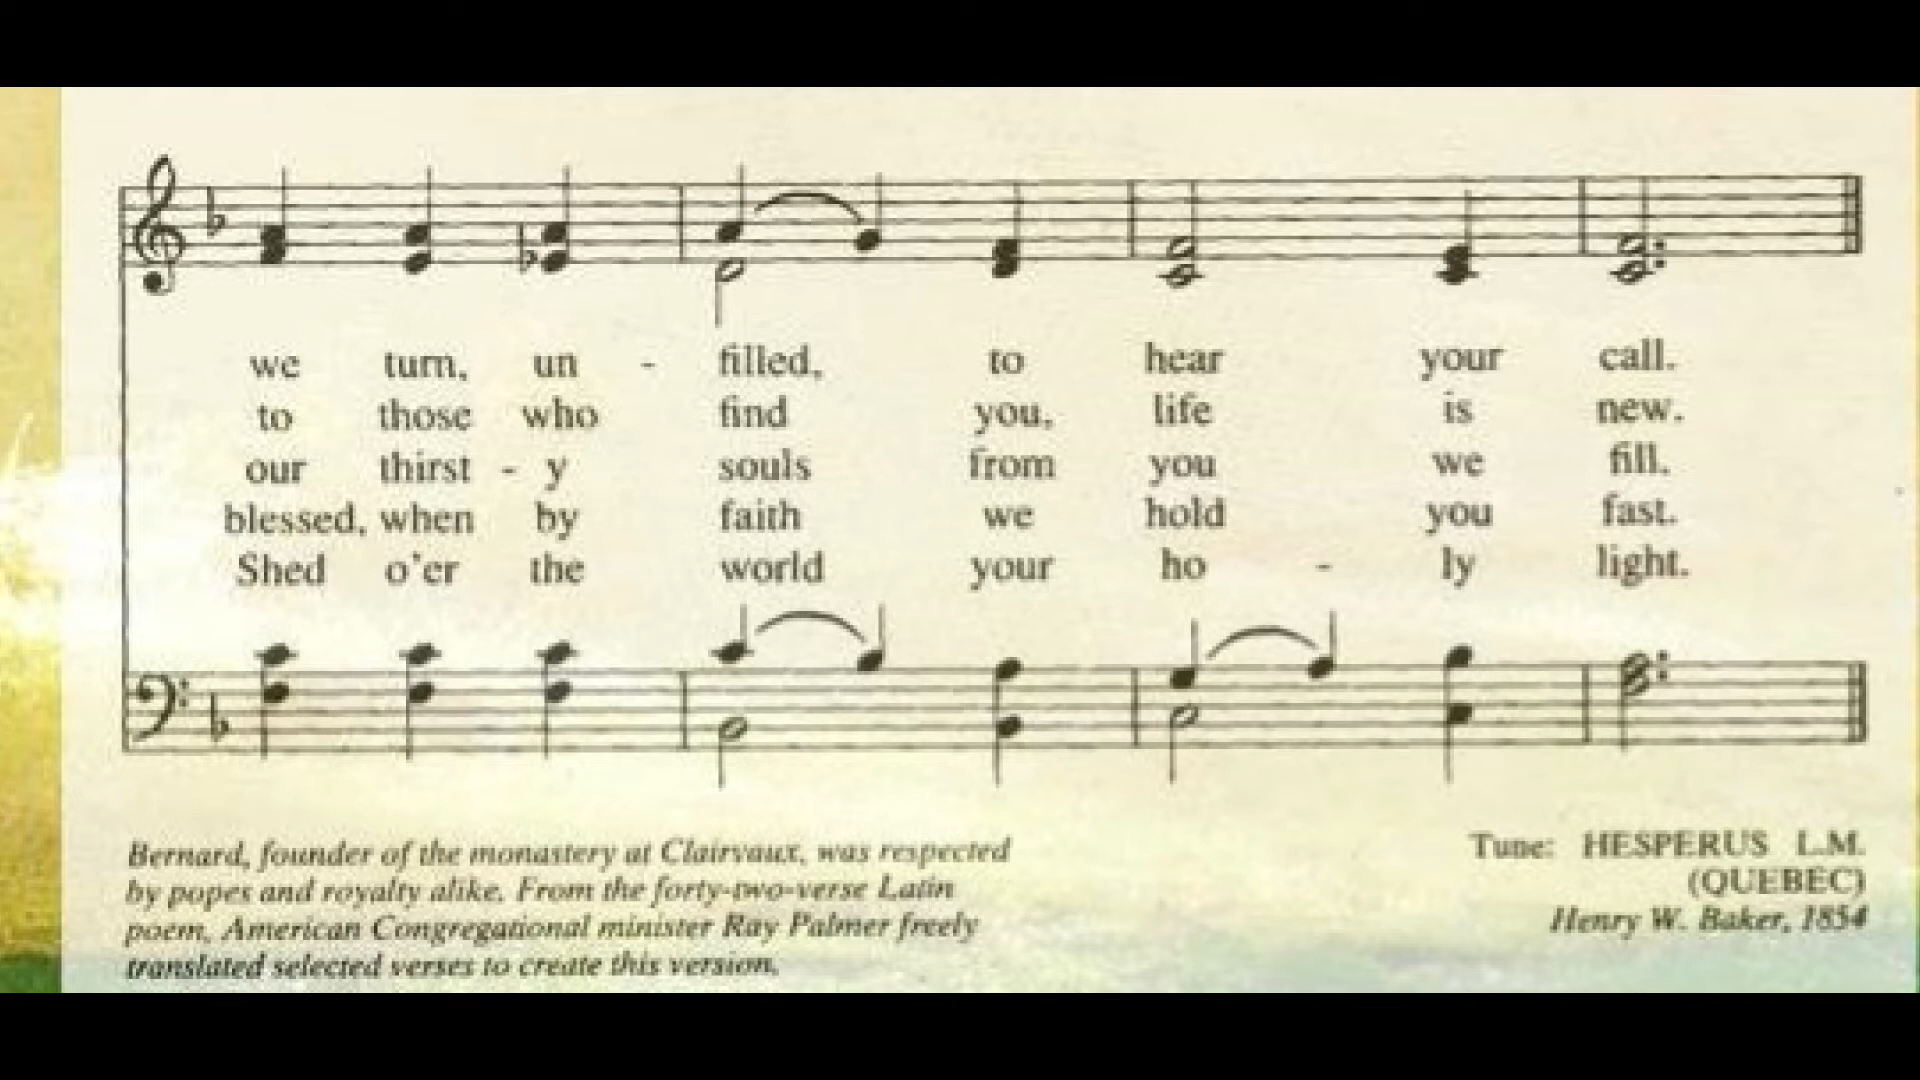 we turn, un - filled, to hear your call.
to those who find you, life is new.
our thirst - y souls from you we fill.
blessed, when by faith we hold you fast.
Shed o'er the world your ho - ly light.
Bernard, founder of the monastery at Clairvaux, was respected
by popes and royalty alike. From the forty-two-verse Latin
poem, American Congregational minister Ray Palmer freely
translated selected verses to create this version.
Tune: HESPERUS L.M.
(QUEBEC)
Henry W. Baker, 1854